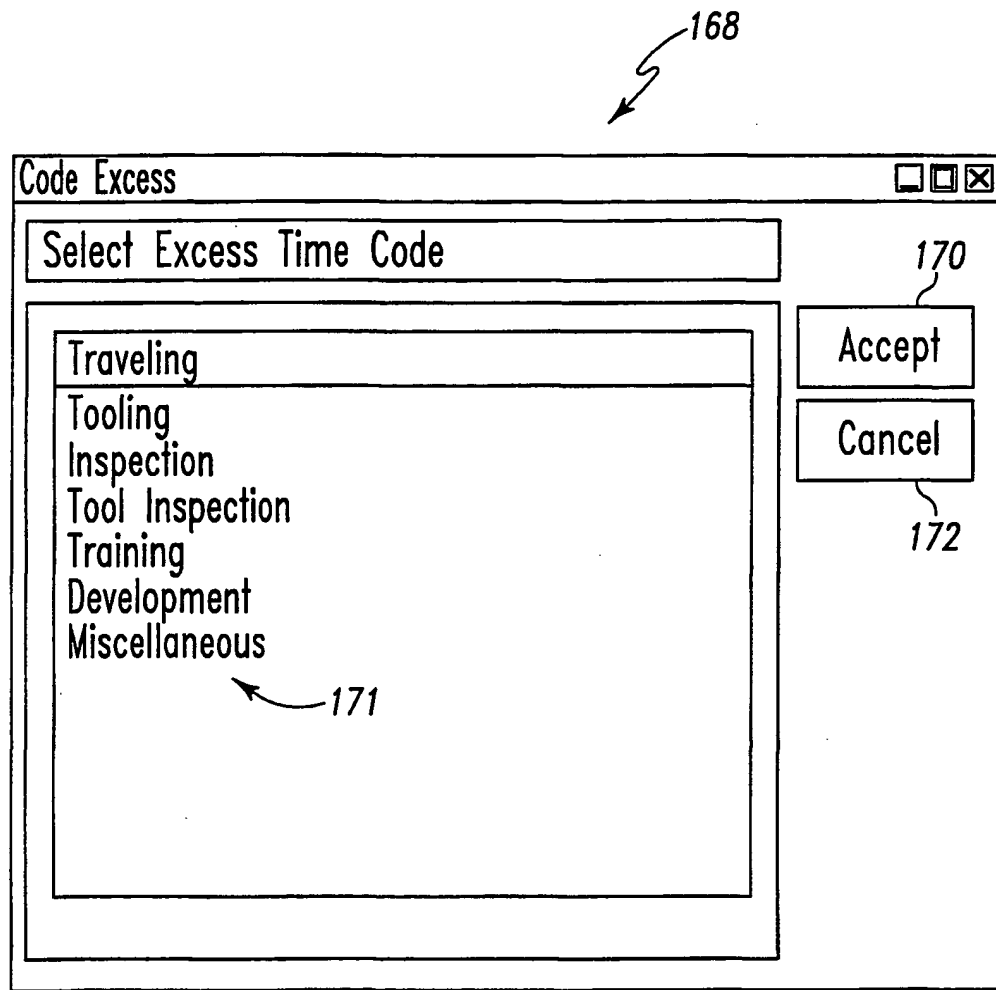 168
Code Excess
Select Excess Time Code
170
Accept
Traveling
Tooling
Cancel
Inspection
Tool Inspection
172
Training
Development
Miscellaneous
171